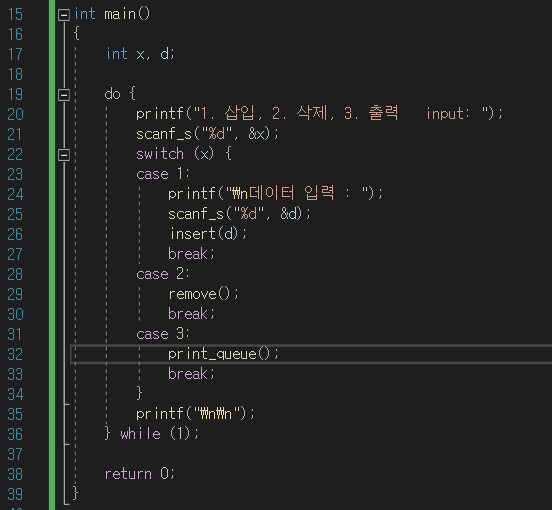 15 int main()
16 {
17 int x, d;
18
19 do {
20 printf("1. 삽입, 2. 삭제, 3. 출력   input: ");
21 scanf_s("%d", &x);
22 switch (x) {
23 case 1:
24 printf("₩n데이터 입력 : ");
25 scanf_s("%d", &d);
26 insert(d);
27 break;
28 case 2:
29 remove();
30 break;
31 case 3:
32 print_queue();
33 break;
34 }
35 printf("₩n₩n");
36 } while (1);
37
38 return 0;
39 }